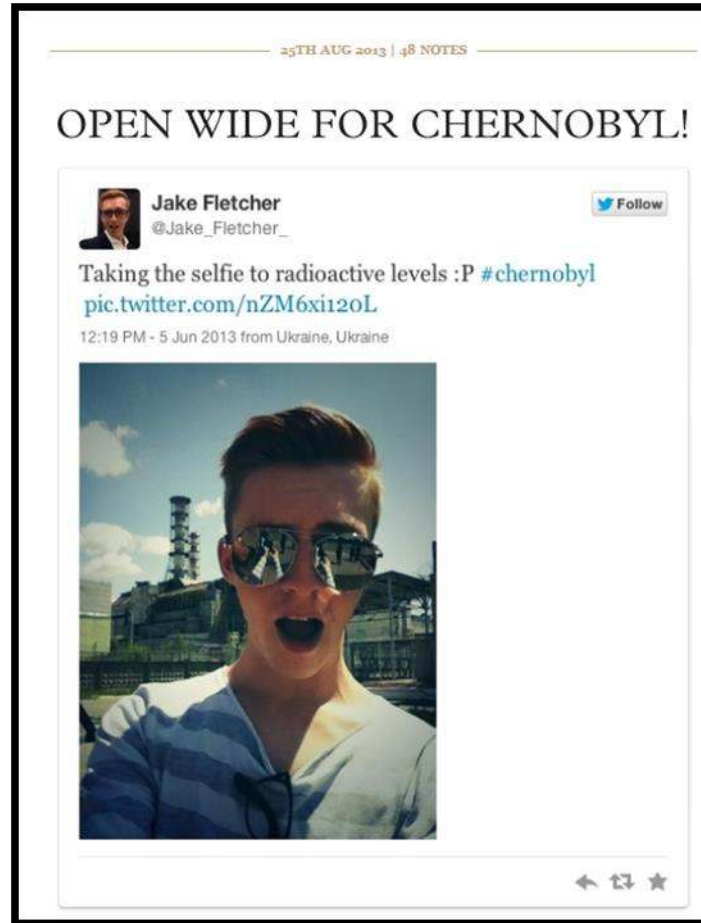 25TH AUG 2013 | 48 NOTES
OPEN WIDE FOR CHERNOBYL!
Jake Fletcher
Follow
@Jake_Fletcher_
Taking the selfie to radioactive levels :P #chernobyl
pic.twitter.com/nZM6xi120L
12:19 PM - 5 Jun 2013 from Ukraine, Ukraine